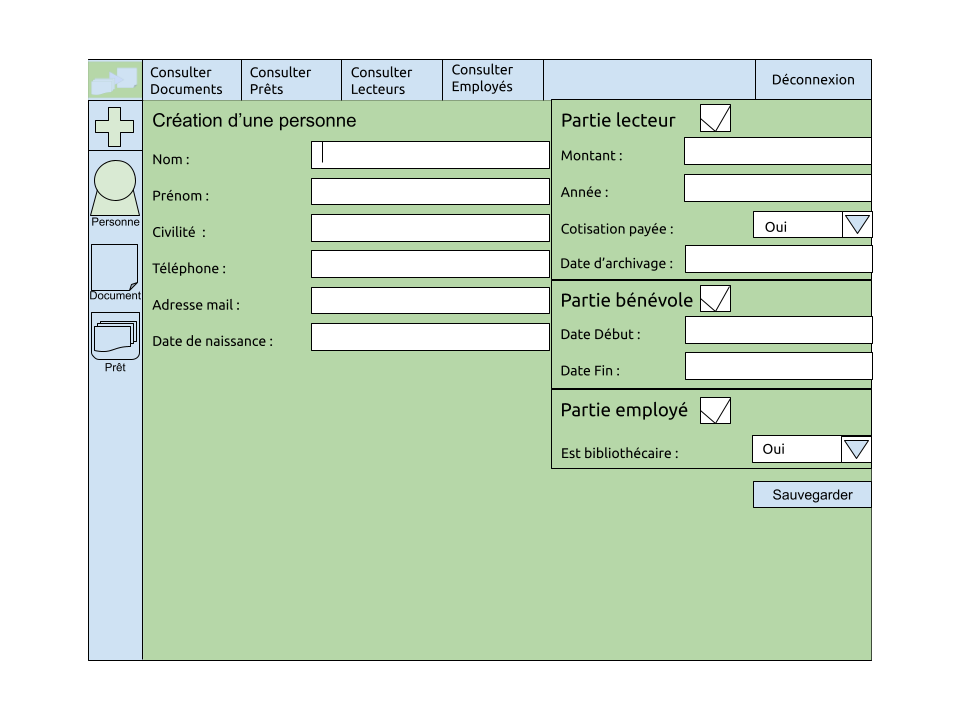 Consulter
Documents
Consulter
Prêts
Consulter
Lecteurs
Consulter
Employés
Déconnexion
Personne
Document
Prêt
Création d’une personne
Nom :
Prénom :
Civilité :
Téléphone :
Adresse mail :
Date de naissance :
Partie lecteur
Montant :
Année :
Cotisation payée :
Oui
Date d’archivage :
Partie bénévole
Date Début :
Date Fin :
Partie employé
Est bibliothécaire :
Oui
Sauvegarder